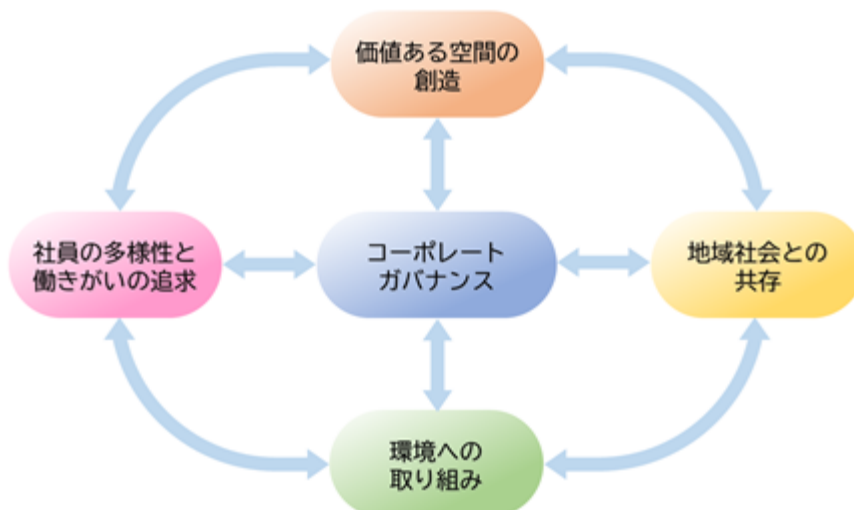 価値ある空間の
創造
社員の多様性と
働きがいの追求
コーポレート
ガバナンス
地域社会との
共存
環境への
取り組み